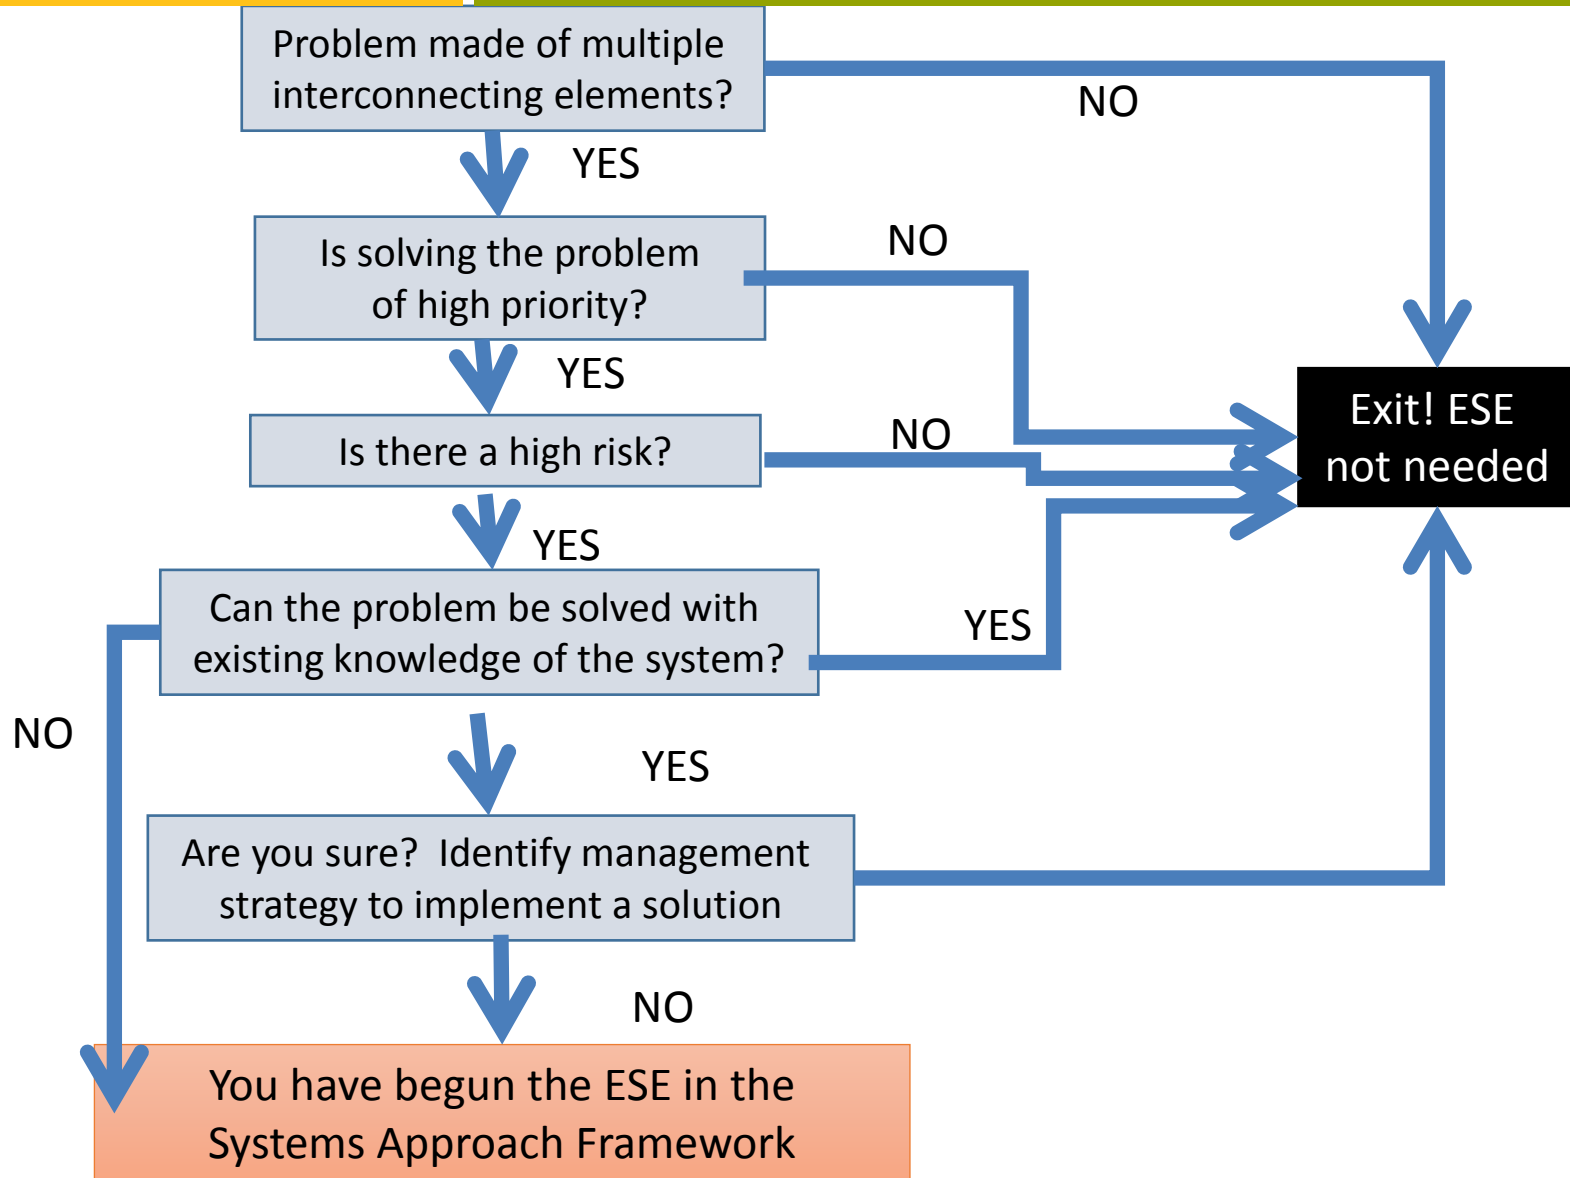 Problem made of multiple
interconnecting elements?
NO
YES
Is solving the problem
of high priority?
NO
YES
Is there a high risk?
NO
YES
Can the problem be solved with
existing knowledge of the system?
YES
NO
YES
Are you sure? Identify management
strategy to implement a solution
NO
You have begun the ESE in the
Systems Approach Framework
Exit! ESE
not needed